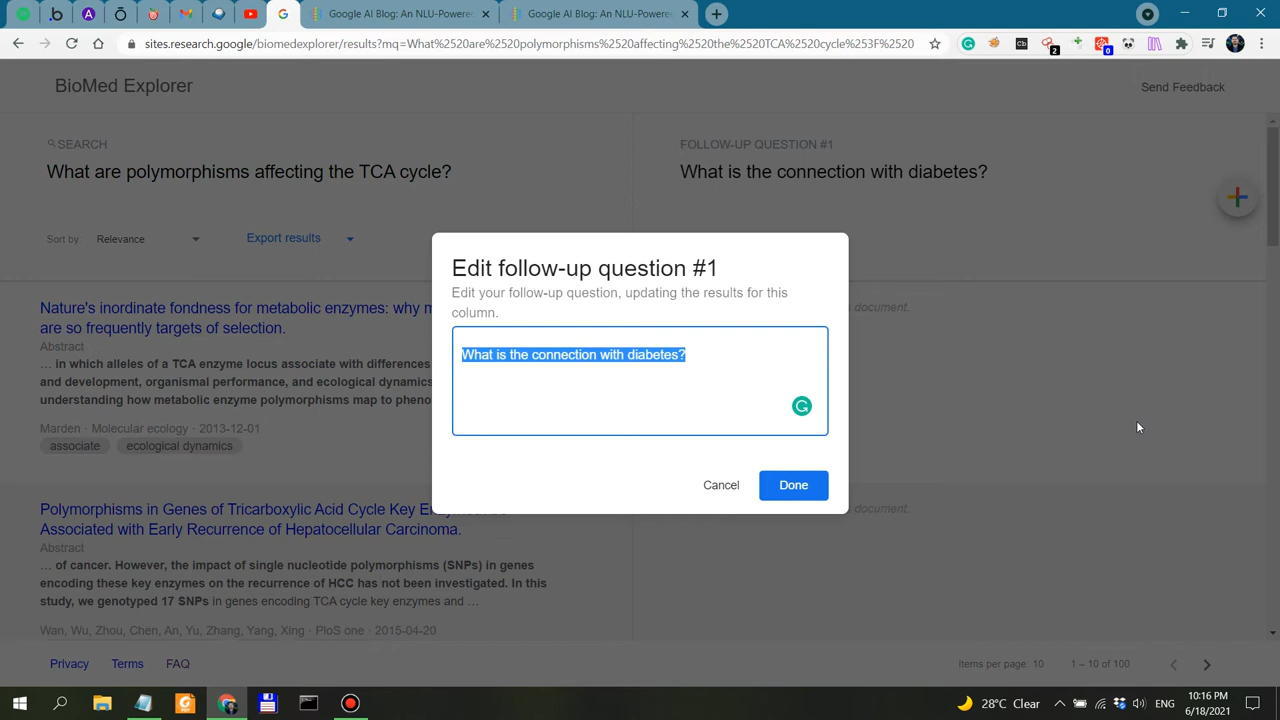 Google AI Blog: An NLU-Powere
Google AI Blog: An NLU-Powere
sites.research.google/biomedexplorer/results?mq=What%2520are%2520polymorphisms%2520affecting%2520the%2520TCA%2520cycle%253F%2520
2
0
BioMed Explorer
Send Feedback
SEARCH
What are polymorphisms affecting the TCA cycle?
FOLLOW-UP QUESTION #1
What is the connection with diabetes?
Sort by
Relevance
Export results
Edit follow-up question #1
Edit your follow-up question, updating the results for this
column.
What is the connection with diabetes?
Cancel
Done
Nature's inordinate fondness for metabolic enzymes: why m
are so frequently targets of selection.
Abstract
… in which alleles of a TCA enzyme locus associate with differences
and development, organismal performance, and ecological dynamics
understanding how metabolic enzyme polymorphisms map to pheno
Marden · Molecular ecology · 2013-12-01
associate
ecological dynamics
document.
Polymorphisms in Genes of Tricarboxylic Acid Cycle Key
Associated with Early Recurrence of Hepatocellular Carcinoma.
Abstract
… of cancer. However, the impact of single nucleotide polymorphisms (SNPs) in genes
encoding these key enzymes on the recurrence of HCC has not been investigated. In this
study, we genotyped 17 SNPs in genes encoding TCA cycle key enzymes and …
Wan, Wu, Zhou, Chen, An, Yu, Zhang, Yang, Xing · PloS one · 2015-04-20
document.
Privacy
Terms
FAQ
Items per page: 10
1 – 10 of 100
28°C Clear
ENG
10:16 PM
6/18/2021